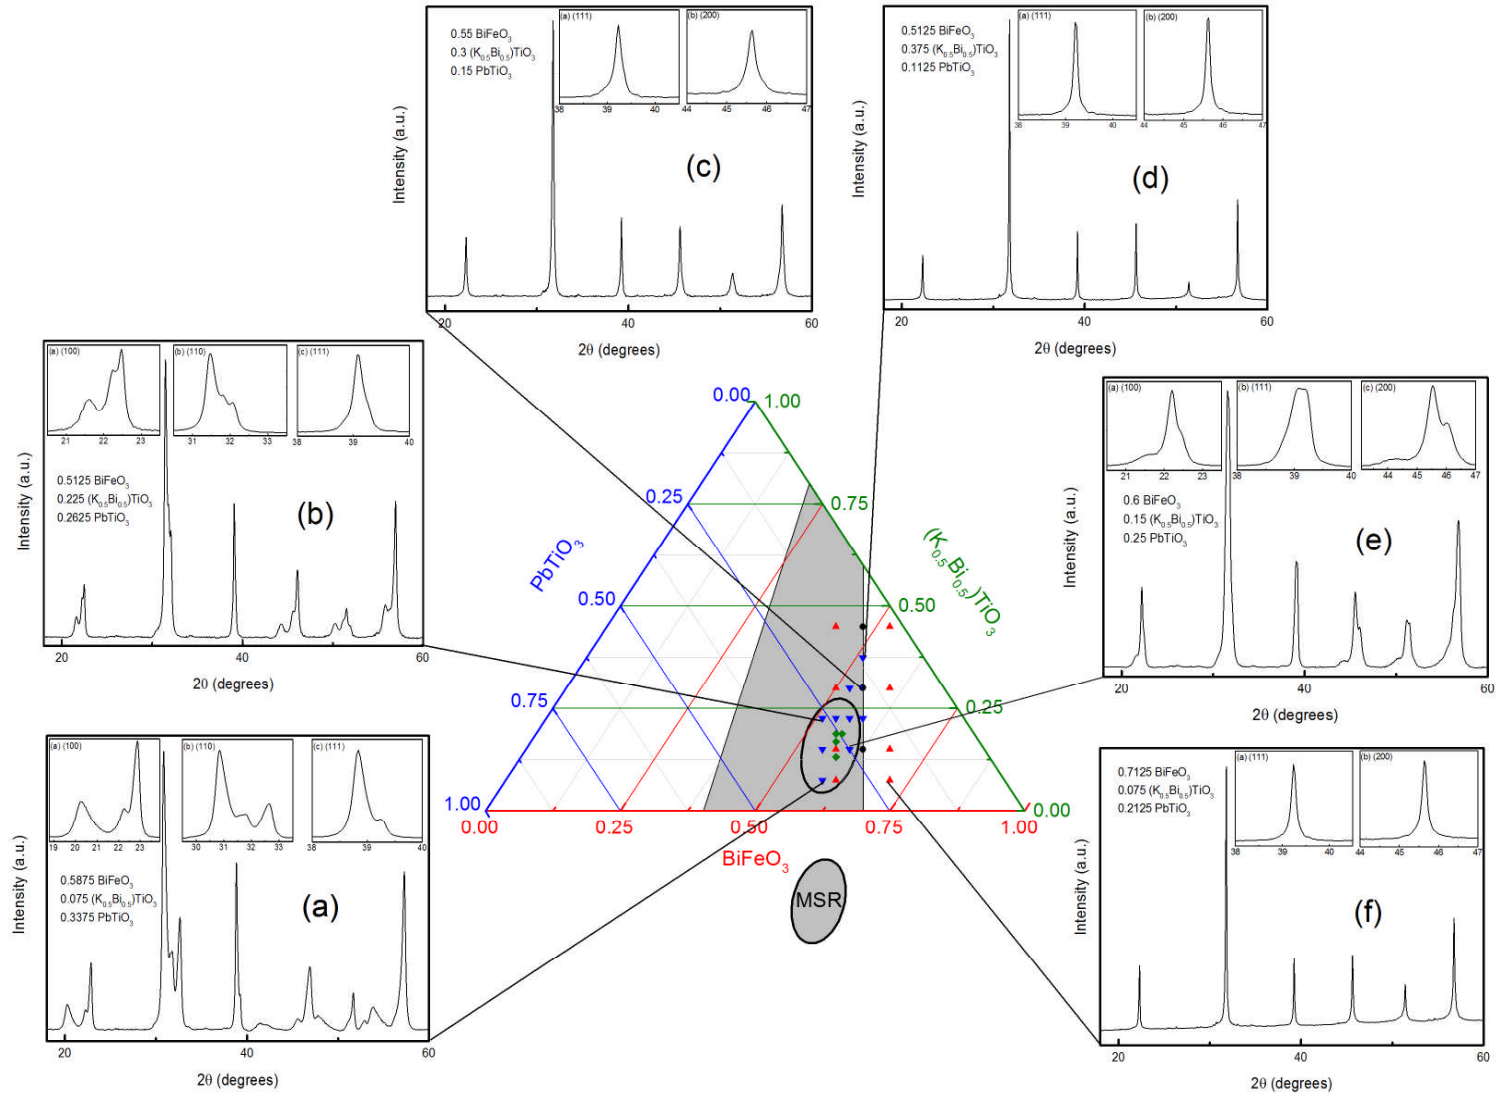 0.55 BiFeO₃
0.3 (K₀.₅Bi₀.₅)TiO₃
0.15 PbTiO₃
(a) (111)
38 39 40
(b) (200)
44 45 46 47
(c)
Intensity (a.u.)
20 40 60
2θ (degrees)
0.5125 BiFeO₃
0.375 (K₀.₅Bi₀.₅)TiO₃
0.1125 PbTiO₃
(a) (111)
38 39 40
(b) (200)
44 45 46 47
(d)
Intensity (a.u.)
20 40 60
2θ (degrees)
(a) (100)
21 22 23
(b) (110)
31 32 33
(c) (111)
38 39 40
0.5125 BiFeO₃
0.225 (K₀.₅Bi₀.₅)TiO₃
0.2625 PbTiO₃
(b)
Intensity (a.u.)
20 40 60
2θ (degrees)
0.00 1.00
0.25 0.75
0.50 0.50
0.75 0.25
1.00 0.00
0.00 0.25 0.50 0.75 1.00
PbTiO₃
(K₀.₅Bi₀.₅)TiO₃
BiFeO₃
MSR
(a) (100)
21 22 23
(b) (111)
38 39 40
(c) (200)
44 45 46 47
0.6 BiFeO₃
0.15 (K₀.₅Bi₀.₅)TiO₃
0.25 PbTiO₃
(e)
Intensity (a.u.)
20 40 60
2θ (degrees)
(a) (100)
19 20 21 22 23
(b) (110)
30 31 32 33
(c) (111)
38 39 40
0.5875 BiFeO₃
0.075 (K₀.₅Bi₀.₅)TiO₃
0.3375 PbTiO₃
(a)
Intensity (a.u.)
20 40 60
2θ (degrees)
0.7125 BiFeO₃
0.075 (K₀.₅Bi₀.₅)TiO₃
0.2125 PbTiO₃
(a) (111)
38 39 40
(b) (200)
44 45 46 47
(f)
Intensity (a.u.)
20 40 60
2θ (degrees)